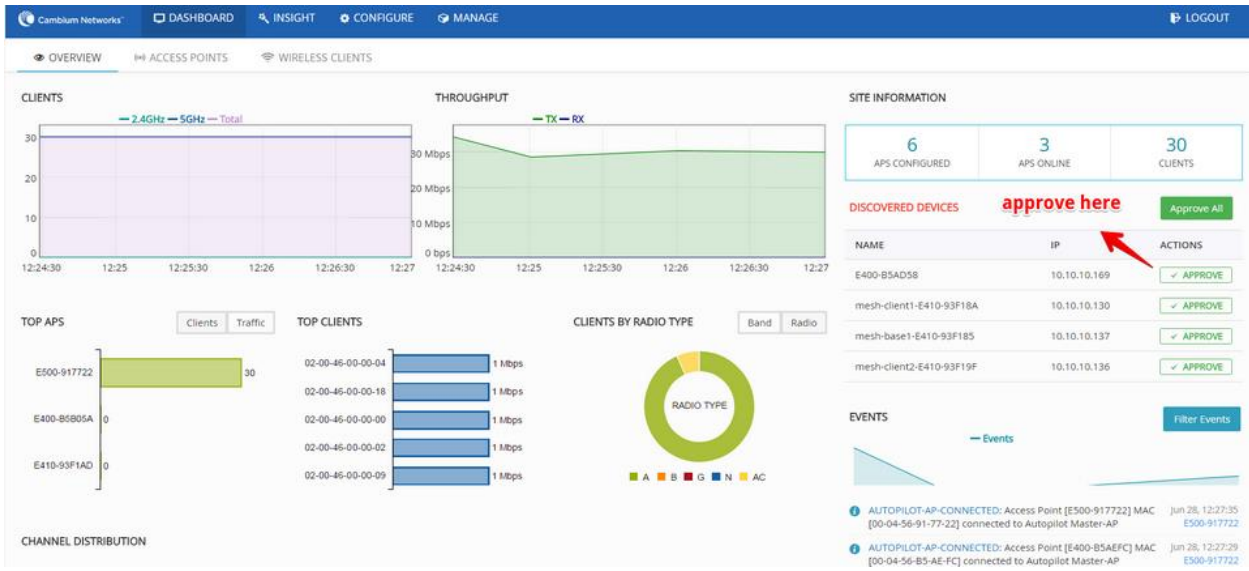 Cambium Networks™ DASHBOARD INSIGHT CONFIGURE MANAGE LOGOUT
OVERVIEW ACCESS POINTS WIRELESS CLIENTS
CLIENTS
2.4GHz 5GHz Total
30
20
10
0
12:24:30 12:25 12:25:30 12:26 12:26:30 12:27
THROUGHPUT
TX RX
30 Mbps
20 Mbps
10 Mbps
0 bps
12:24:30 12:25 12:25:30 12:26 12:26:30 12:27
SITE INFORMATION
6 3 30
APS CONFIGURED APS ONLINE CLIENTS
DISCOVERED DEVICES approve here Approve All
NAME IP ACTIONS
E400-B5AD58 10.10.10.169 APPROVE
mesh-client1-E410-93F18A 10.10.10.130 APPROVE
mesh-base1-E410-93F185 10.10.10.137 APPROVE
mesh-client2-E410-93F19F 10.10.10.136 APPROVE
TOP APS Clients Traffic
E500-917722 30
E400-B5B05A 0
E410-93F1AD 0
TOP CLIENTS
02-00-46-00-00-04 1 Mbps
02-00-46-00-00-18 1 Mbps
02-00-46-00-00-00 1 Mbps
02-00-46-00-00-02 1 Mbps
02-00-46-00-00-09 1 Mbps
CLIENTS BY RADIO TYPE Band Radio
RADIO TYPE
A B G N AC
EVENTS Filter Events
Events
AUTOPILOT-AP-CONNECTED: Access Point [E500-917722] MAC Jun 28, 12:27:35
[00-04-56-91-77-22] connected to Autopilot Master-AP E500-917722
AUTOPILOT-AP-CONNECTED: Access Point [E400-B5AEFC] MAC Jun 28, 12:27:29
[00-04-56-B5-AE-FC] connected to Autopilot Master-AP E500-917722
CHANNEL DISTRIBUTION